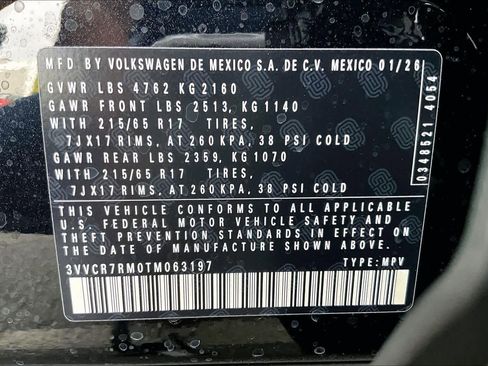 MFD BY VOLKSWAGEN DE MEXICO S.A. DE C.V. MEXICO 01/26
GVWR LBS 4762 KG 2160
GAWR FRONT LBS 2513, KG 1140
WITH 215/65 R17 TIRES,
7JX17 RIMS, AT 260 KPA, 38 PSI COLD
GAWR REAR LBS 2359, KG 1070
WITH 215/65 R17 TIRES,
7JX17 RIMS, AT 260 KPA, 38 PSI COLD
THIS VEHICLE CONFORMS TO ALL APPLICABLE
U.S. FEDERAL MOTOR VEHICLE SAFETY AND
THEFT PREVENTION STANDARDS IN EFFECT ON
THE DATE OF MANUFACTURE SHOWN ABOVE.
3VVCR7RM0TM063197 TYPE: MPV
0348521 4054